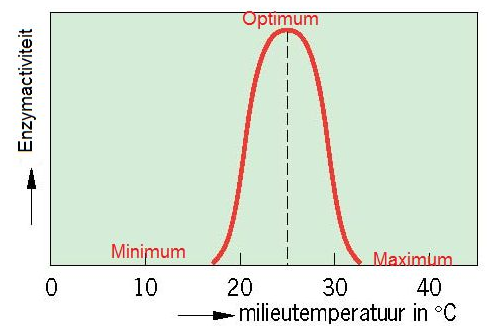 Optimum
Enzymactiviteit
Minimum
Maximum
0 10 20 30 40
milieutemperatuur in °C